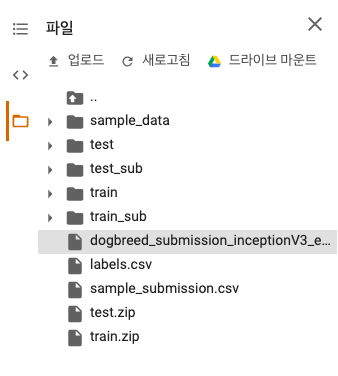 파일
업로드 새로고침 드라이브 마운트
..
sample_data
test
test_sub
train
train_sub
dogbreed_submission_inceptionV3_e...
labels.csv
sample_submission.csv
test.zip
train.zip